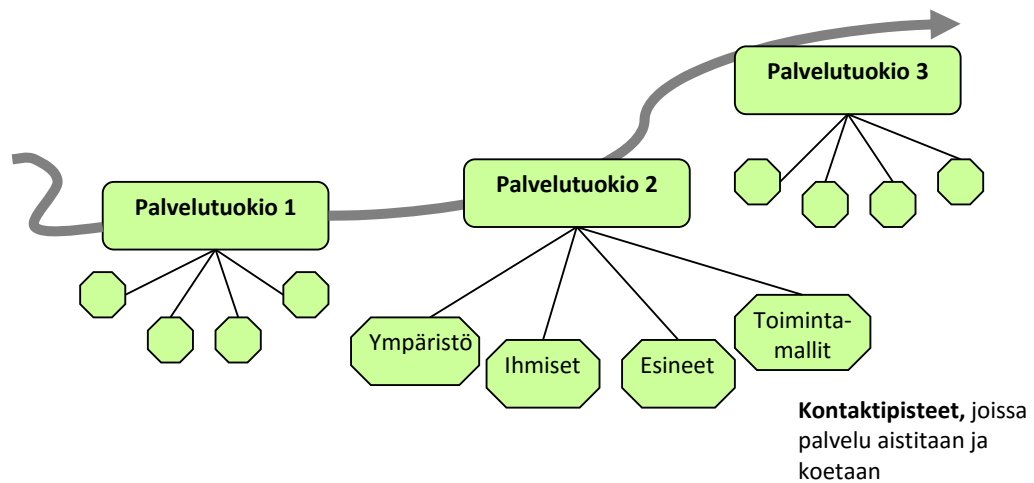 Palvelutuokio 3
Palvelutuokio 2
Palvelutuokio 1
Ympäristö
Ihmiset
Esineet
Toiminta-
mallit
Kontaktipisteet, joissa
palvelu aistitaan ja
koetaan